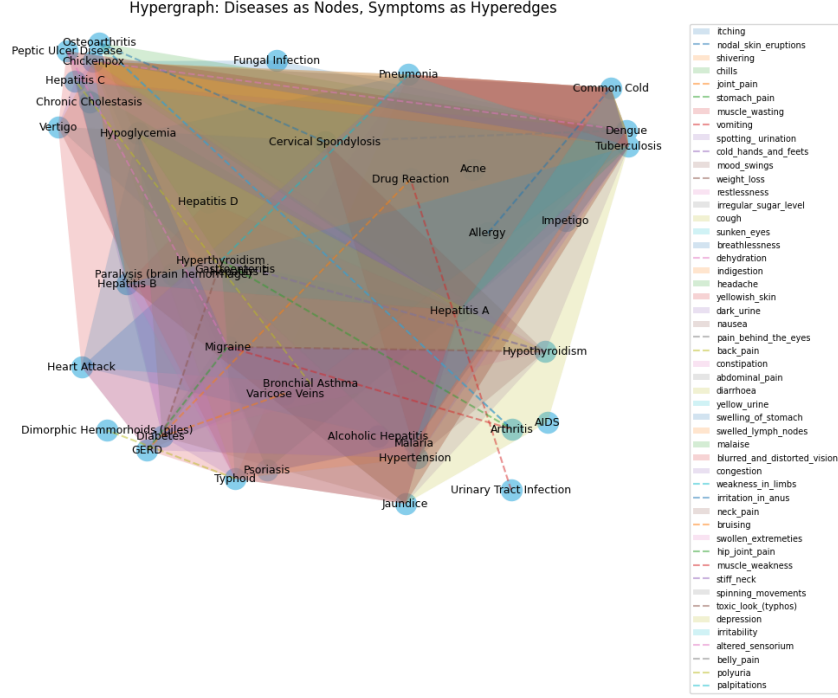 Hypergraph: Diseases as Nodes, Symptoms as Hyperedges
Osteoarthritis
Peptic Ulcer Disease
Chickenpox
Fungal Infection
Pneumonia
Hepatitis C
Common Cold
Chronic Cholestasis
Vertigo
Hypoglycemia
Dengue
Cervical Spondylosis
Tuberculosis
Acne
Drug Reaction
Hepatitis D
Impetigo
Allergy
Hyperthyroidism
Gastroenteritis
Paralysis (brain hemorrhage)
Hepatitis B
Hepatitis A
Migraine
Hypothyroidism
Heart Attack
Bronchial Asthma
Varicose Veins
AIDS
Dimorphic Hemmorhoids (piles)
Arthritis
Diabetes
Alcoholic Hepatitis
Malaria
GERD
Hypertension
Psoriasis
Typhoid
Urinary Tract Infection
Jaundice
itching
nodal_skin_eruptions
shivering
chills
joint_pain
stomach_pain
muscle_wasting
vomiting
spotting_ urination
cold_hands_and_feets
mood_swings
weight_loss
restlessness
irregular_sugar_level
cough
sunken_eyes
breathlessness
dehydration
indigestion
headache
yellowish_skin
dark_urine
nausea
pain_behind_the_eyes
back_pain
constipation
abdominal_pain
diarrhoea
yellow_urine
swelling_of_stomach
swelled_lymph_nodes
malaise
blurred_and_distorted_vision
congestion
weakness_in_limbs
irritation_in_anus
neck_pain
bruising
swollen_extremeties
hip_joint_pain
muscle_weakness
stiff_neck
spinning_movements
toxic_look_(typhos)
depression
irritability
altered_sensorium
belly_pain
polyuria
palpitations